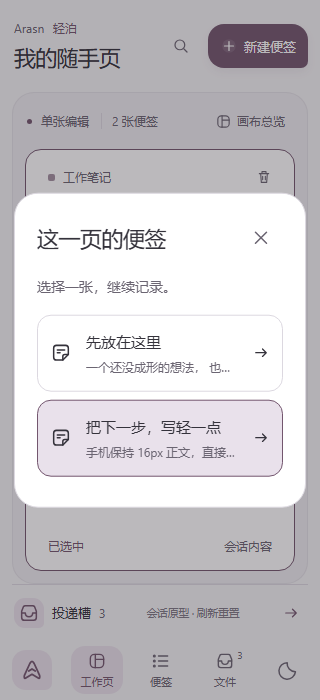 Arasn 轻泊
我的随手页
新建便签
单张编辑
2 张便签
画布总览
工作笔记
这一页的便签
选择一张，继续记录。
先放在这里
一个还没成形的想法， 也...
把下一步，写轻一点
手机保持 16px 正文，直接...
已选中
会话内容
投递槽 3
会话原型 · 刷新重置
工作页
便签
文件
3